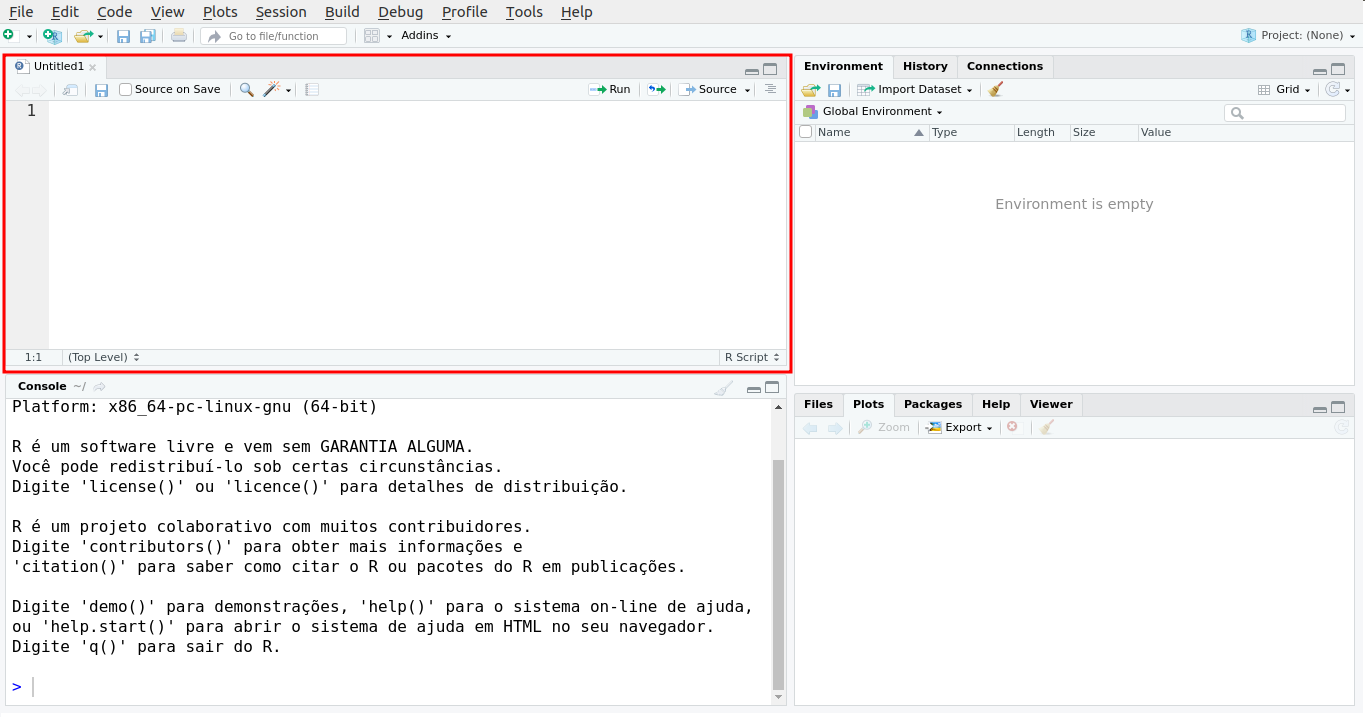 File Edit Code View Plots Session Build Debug Profile Tools Help
Go to file/function Addins Project: (None)
Untitled1
Source on Save Run Source
1
1:1 (Top Level) R Script
Console ~/
Platform: x86_64-pc-linux-gnu (64-bit)
R é um software livre e vem sem GARANTIA ALGUMA.
Você pode redistribuí-lo sob certas circunstâncias.
Digite 'license()' ou 'licence()' para detalhes de distribuição.
R é um projeto colaborativo com muitos contribuidores.
Digite 'contributors()' para obter mais informações e
'citation()' para saber como citar o R ou pacotes do R em publicações.
Digite 'demo()' para demonstrações, 'help()' para o sistema on-line de ajuda,
ou 'help.start()' para abrir o sistema de ajuda em HTML no seu navegador.
Digite 'q()' para sair do R.
>
Environment History Connections
Import Dataset Grid
Global Environment
Name Type Length Size Value
Environment is empty
Files Plots Packages Help Viewer
Zoom Export